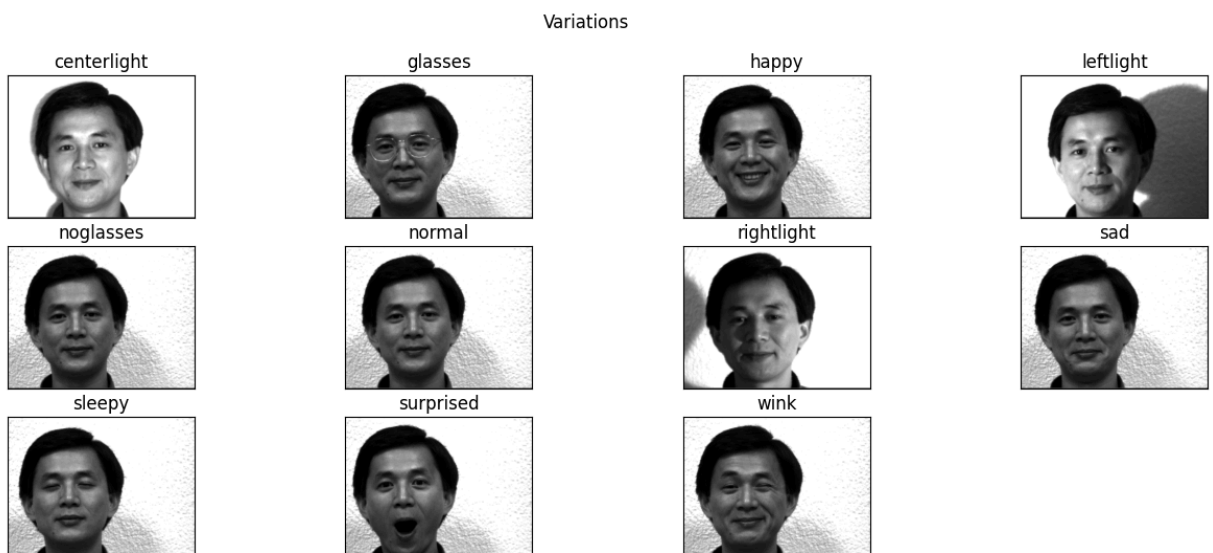 Variations
centerlight glasses happy leftlight
noglasses normal rightlight sad
sleepy surprised wink